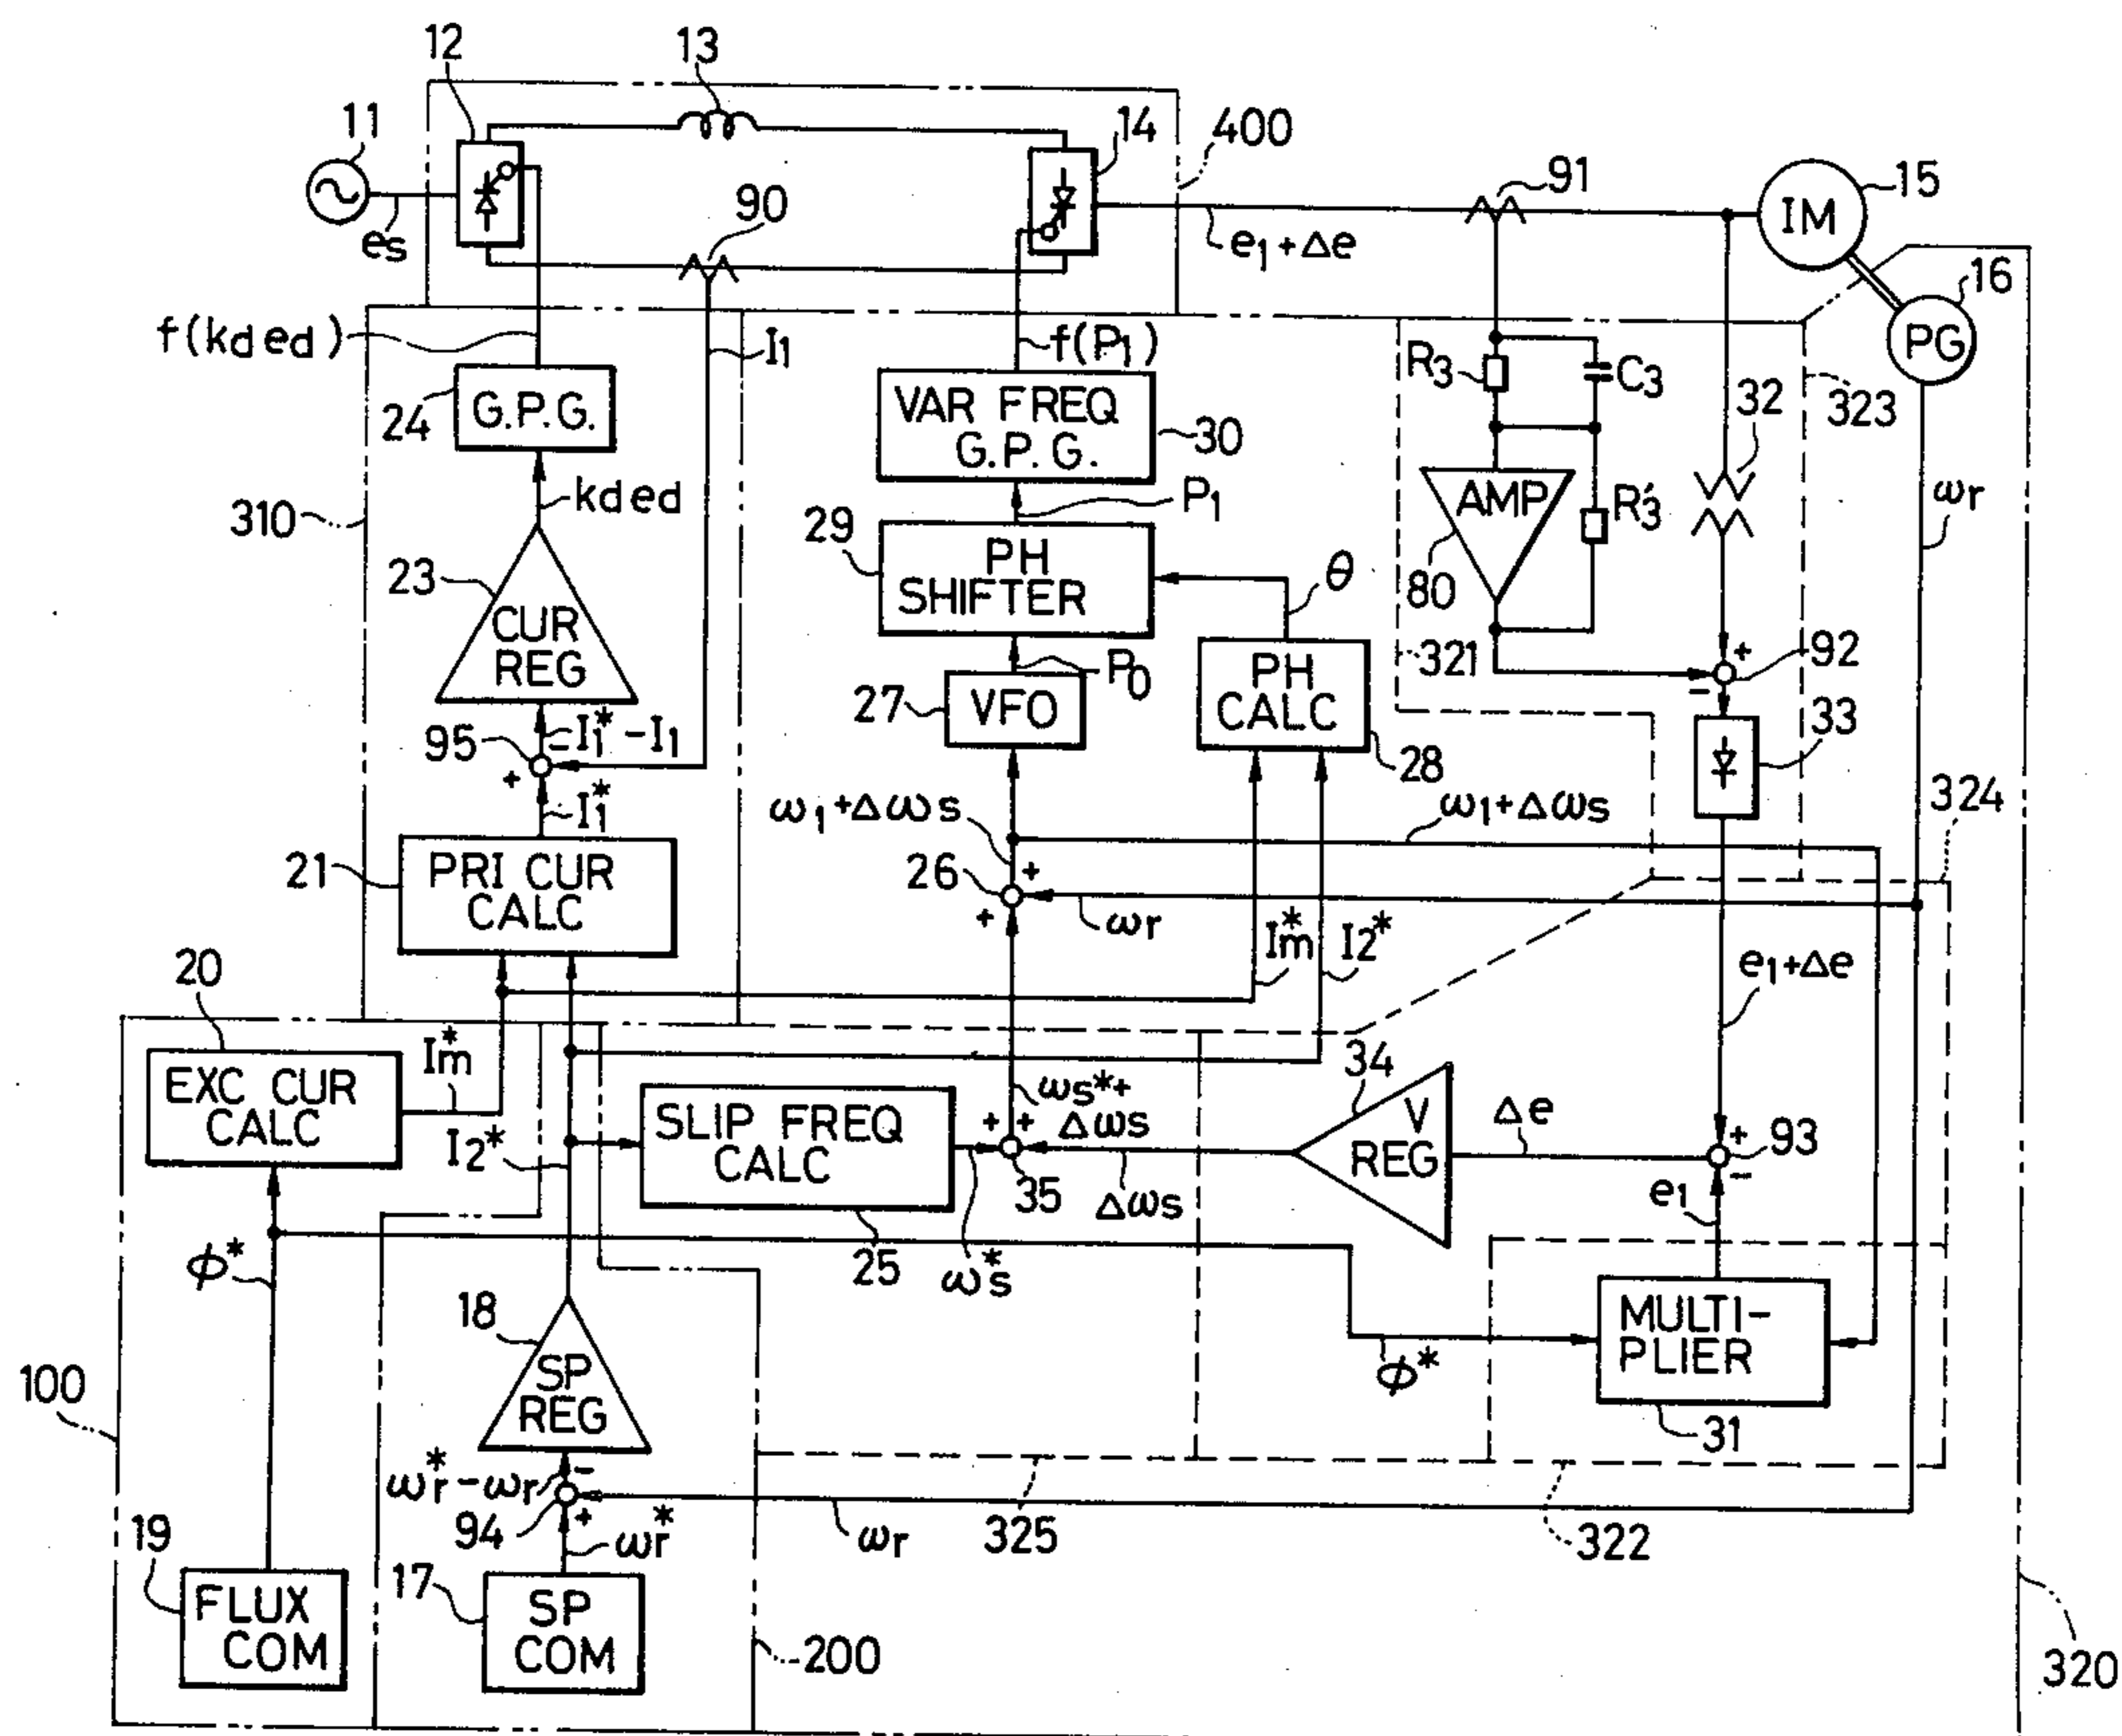 12
13
11
14
400
91
15
IM
es
90
e₁+Δe
16
PG
f(kded)
I₁
f(P₁)
R₃
C₃
32
323
24
G.P.G.
VAR FREQ
G.P.G.
30
AMP
R₃'
ωr
kded
P₁
310
29
PH
SHIFTER
θ
80
23
CUR
REG
P₀
321
PH
CALC
+
92
−
27
VFO
33
95
−
I₁*−I₁
28
+
I₁*
ω₁+Δωs
ω₁+Δωs
324
21
PRI CUR
CALC
26
+
+
ωr
Im*
I₂*
e₁+Δe
20
Im*
34
EXC CUR
CALC
I₂*
SLIP FREQ
CALC
ωs*+
Δωs
+ +
V
REG
Δe
+
93
−
35
Δωs
e₁
φ*
25
ωs*
18
MULTI-
PLIER
SP
REG
φ*
100
31
ωr*−ωr
−
94
+
ωr*
ωr
325
322
19
FLUX
COM
17
SP
COM
200
320